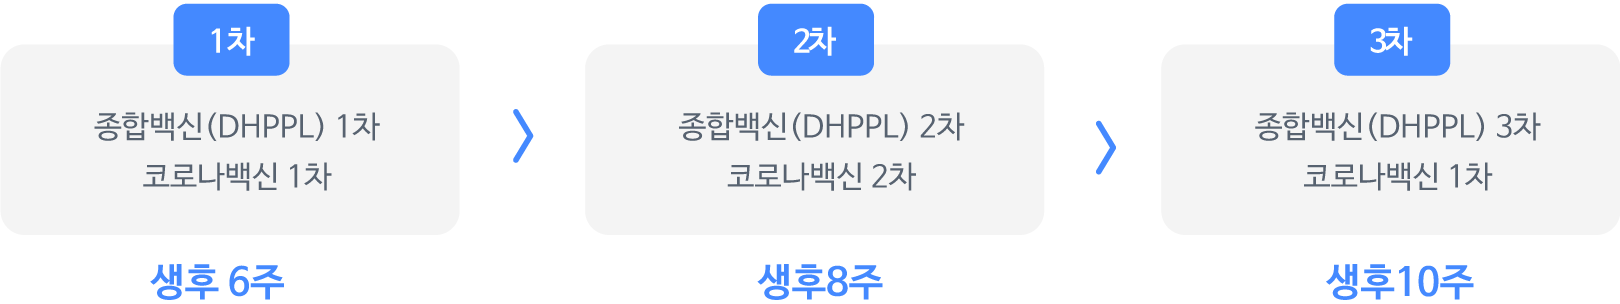 1차
종합백신(DHPPL) 1차
코로나백신 1차
생후 6주
2차
종합백신(DHPPL) 2차
코로나백신 2차
생후8주
3차
종합백신(DHPPL) 3차
코로나백신 1차
생후10주